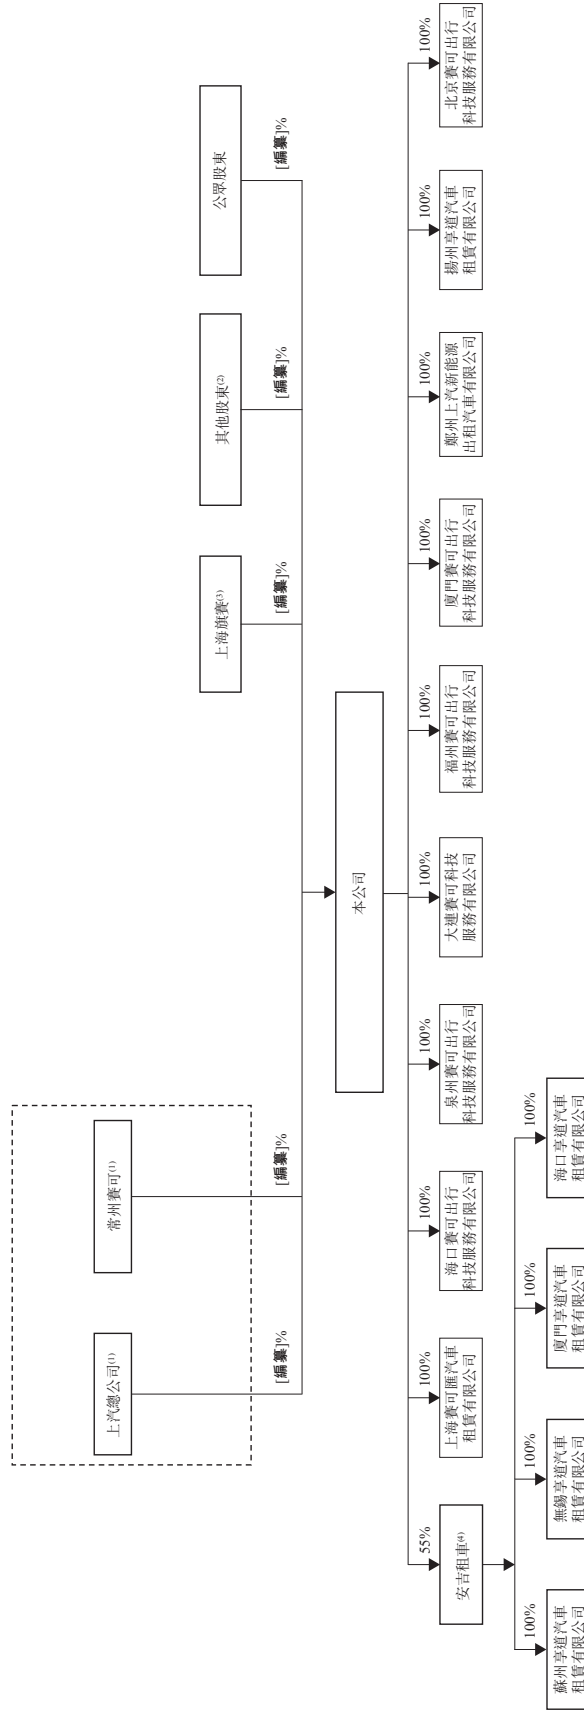 上汽總公司(1)
常州賽可(1)
上海旗賽(3)
其他股東(2)
公眾股東
[編纂]%
[編纂]%
[編纂]%
[編纂]%
[編纂]%
本公司
55%
100%
100%
100%
100%
100%
100%
100%
100%
100%
安吉租車(4)
上海賽可匯汽車
租賃有限公司
海口賽可出行
科技服務有限公司
泉州賽可出行
科技服務有限公司
大連賽可科技
服務有限公司
福州賽可出行
科技服務有限公司
廈門賽可出行
科技服務有限公司
鄭州上汽新能源
出租汽車有限公司
揚州享道汽車
租賃有限公司
北京賽可出行
科技服務有限公司
100%
100%
100%
100%
蘇州享道汽車
租賃有限公司
無錫享道汽車
租賃有限公司
廈門享道汽車
租賃有限公司
海口享道汽車
租賃有限公司